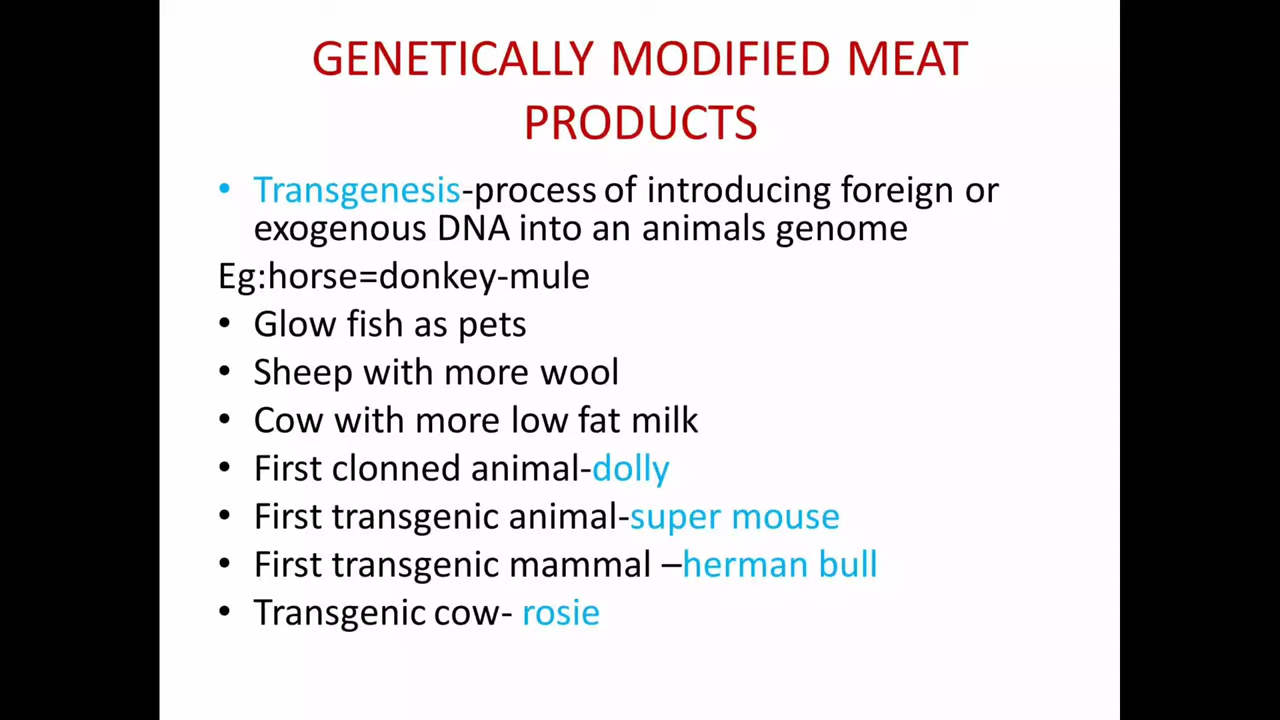 GENETICALLY MODIFIED MEAT
PRODUCTS
• Transgenesis-process of introducing foreign or
exogenous DNA into an animals genome
Eg:horse=donkey-mule
• Glow fish as pets
• Sheep with more wool
• Cow with more low fat milk
• First clonned animal-dolly
• First transgenic animal-super mouse
• First transgenic mammal –herman bull
• Transgenic cow- rosie